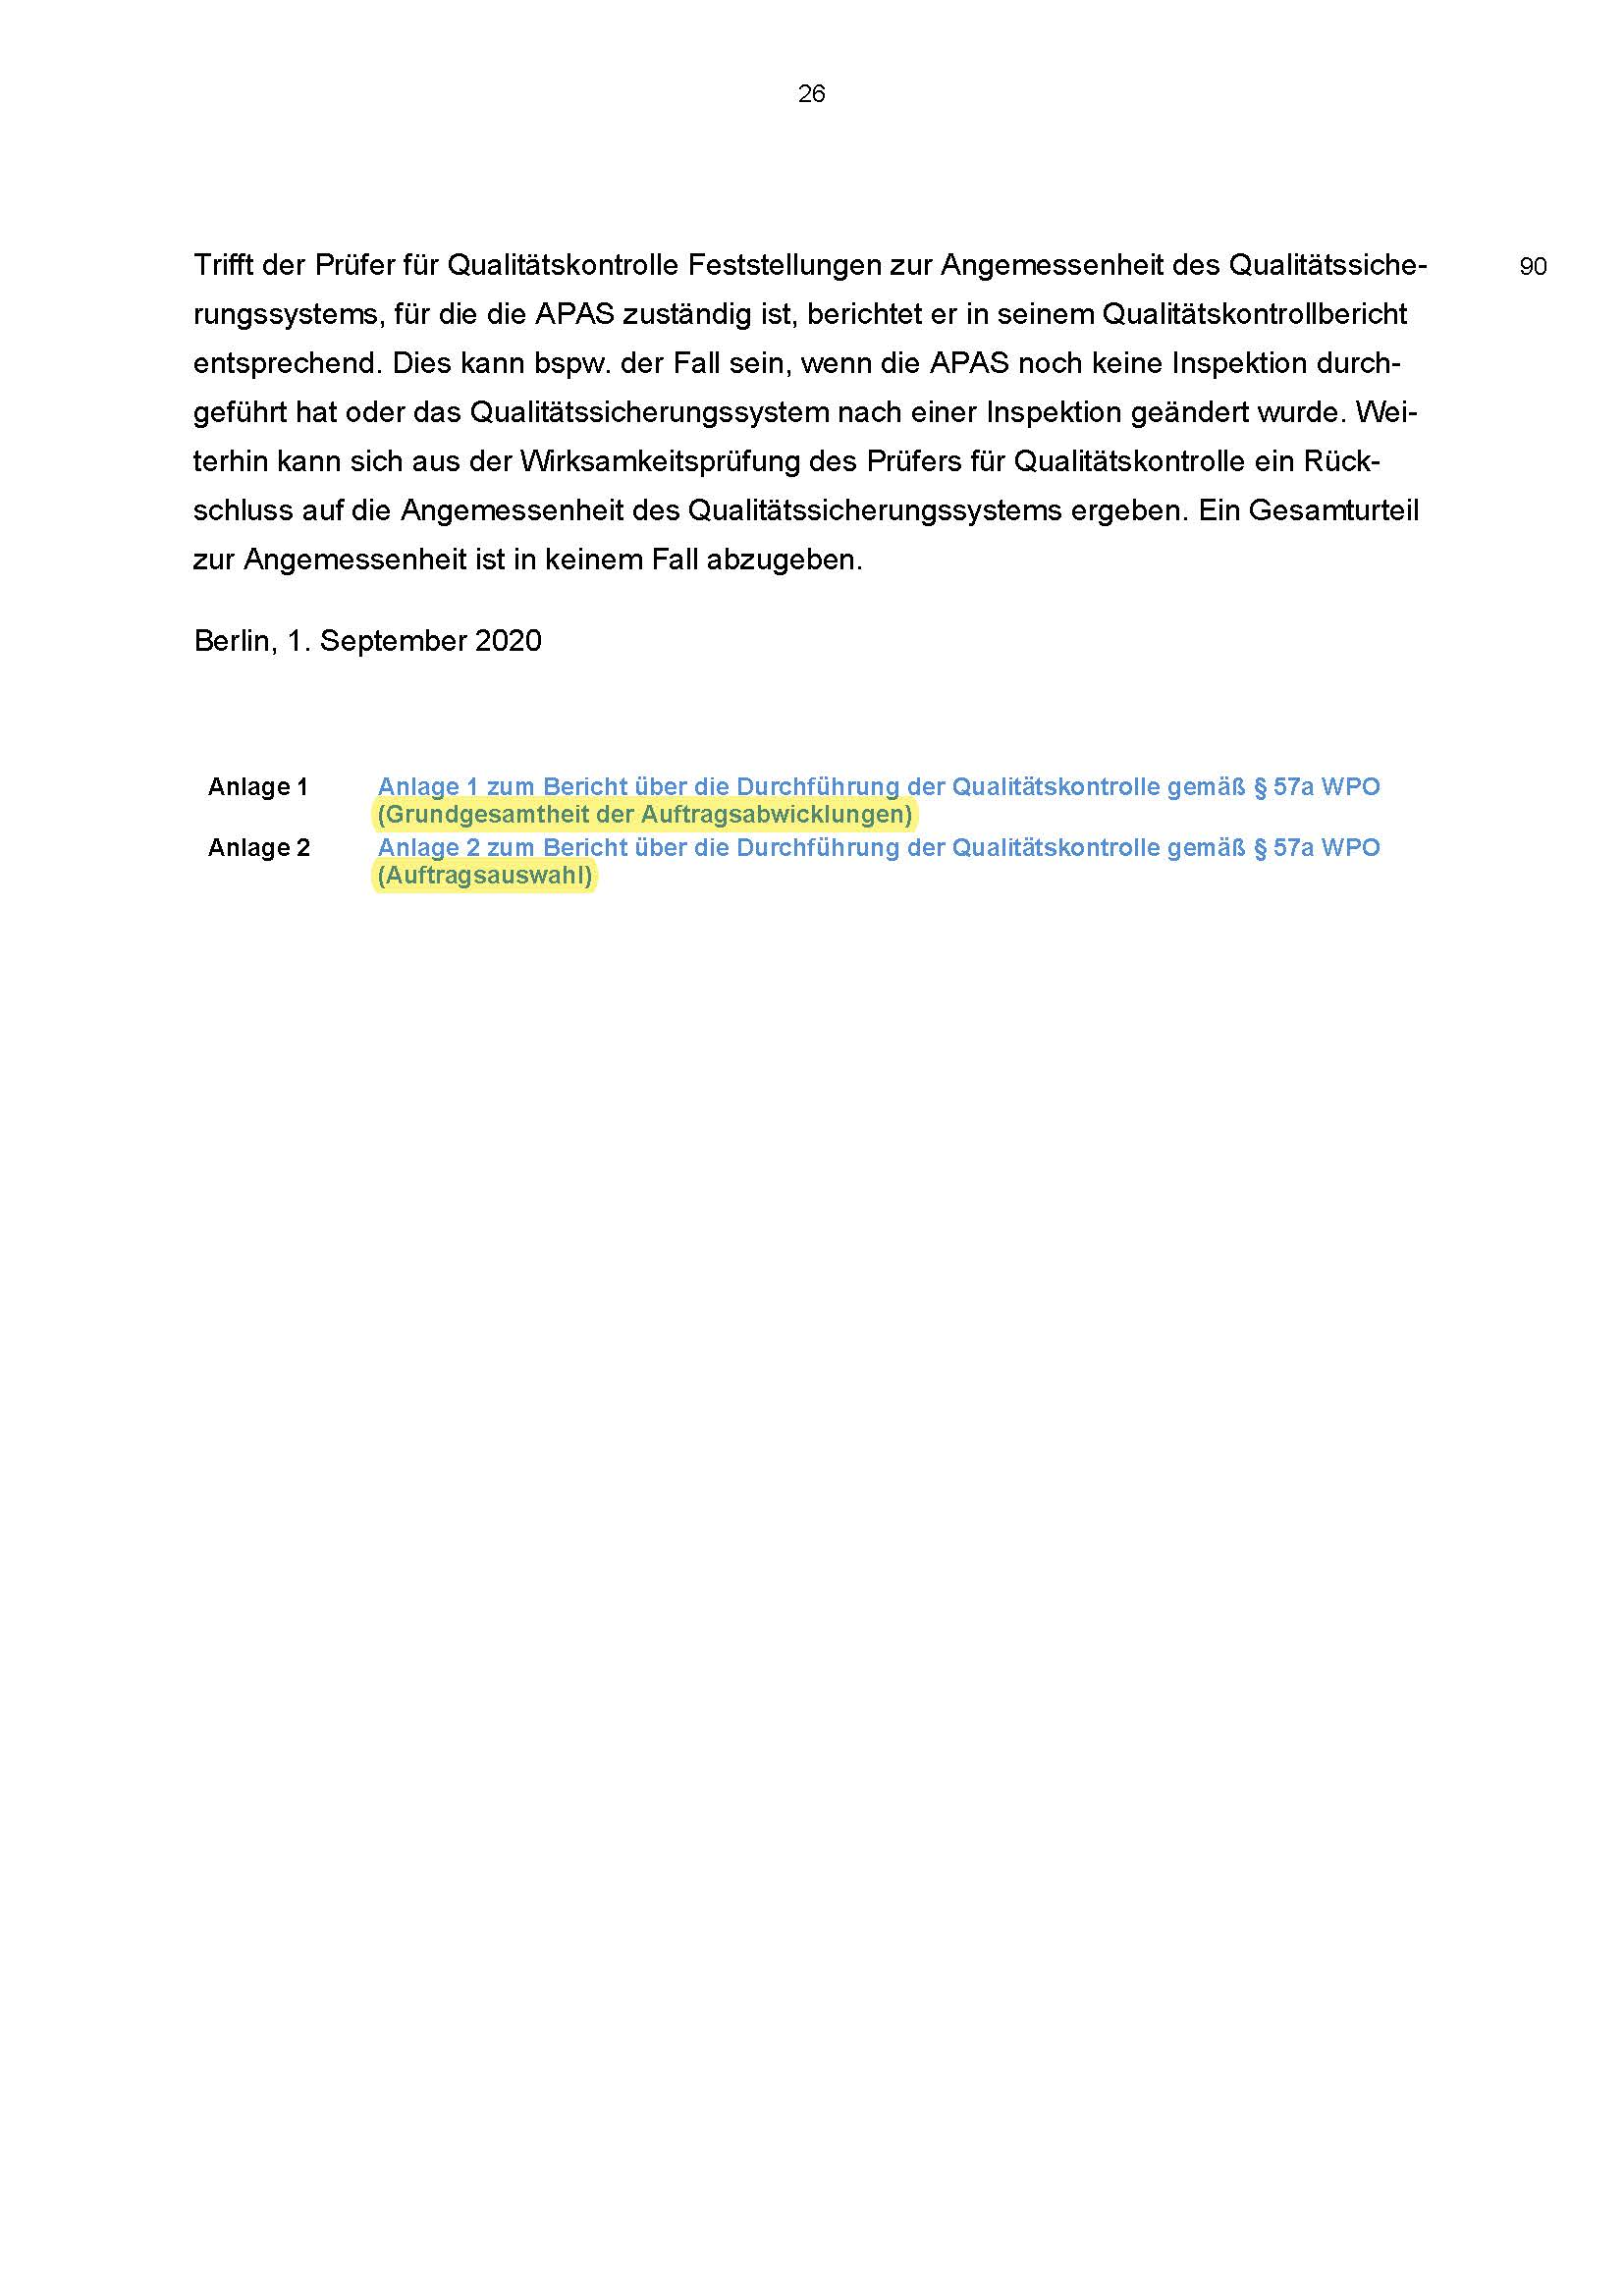 26
Trifft der Prüfer für Qualitätskontrolle Feststellungen zur Angemessenheit des Qualitätssiche- 90
rungssystems, für die die APAS zuständig ist, berichtet er in seinem Qualitätskontrollbericht
entsprechend. Dies kann bspw. der Fall sein, wenn die APAS noch keine Inspektion durch-
geführt hat oder das Qualitätssicherungssystem nach einer Inspektion geändert wurde. Wei-
terhin kann sich aus der Wirksamkeitsprüfung des Prüfers für Qualitätskontrolle ein Rück-
schluss auf die Angemessenheit des Qualitätssicherungssystems ergeben. Ein Gesamturteil
zur Angemessenheit ist in keinem Fall abzugeben.
Berlin, 1. September 2020
Anlage 1 Anlage 1 zum Bericht über die Durchführung der Qualitätskontrolle gemäß § 57a WPO
(Grundgesamtheit der Auftragsabwicklungen)
Anlage 2 Anlage 2 zum Bericht über die Durchführung der Qualitätskontrolle gemäß § 57a WPO
(Auftragsauswahl)